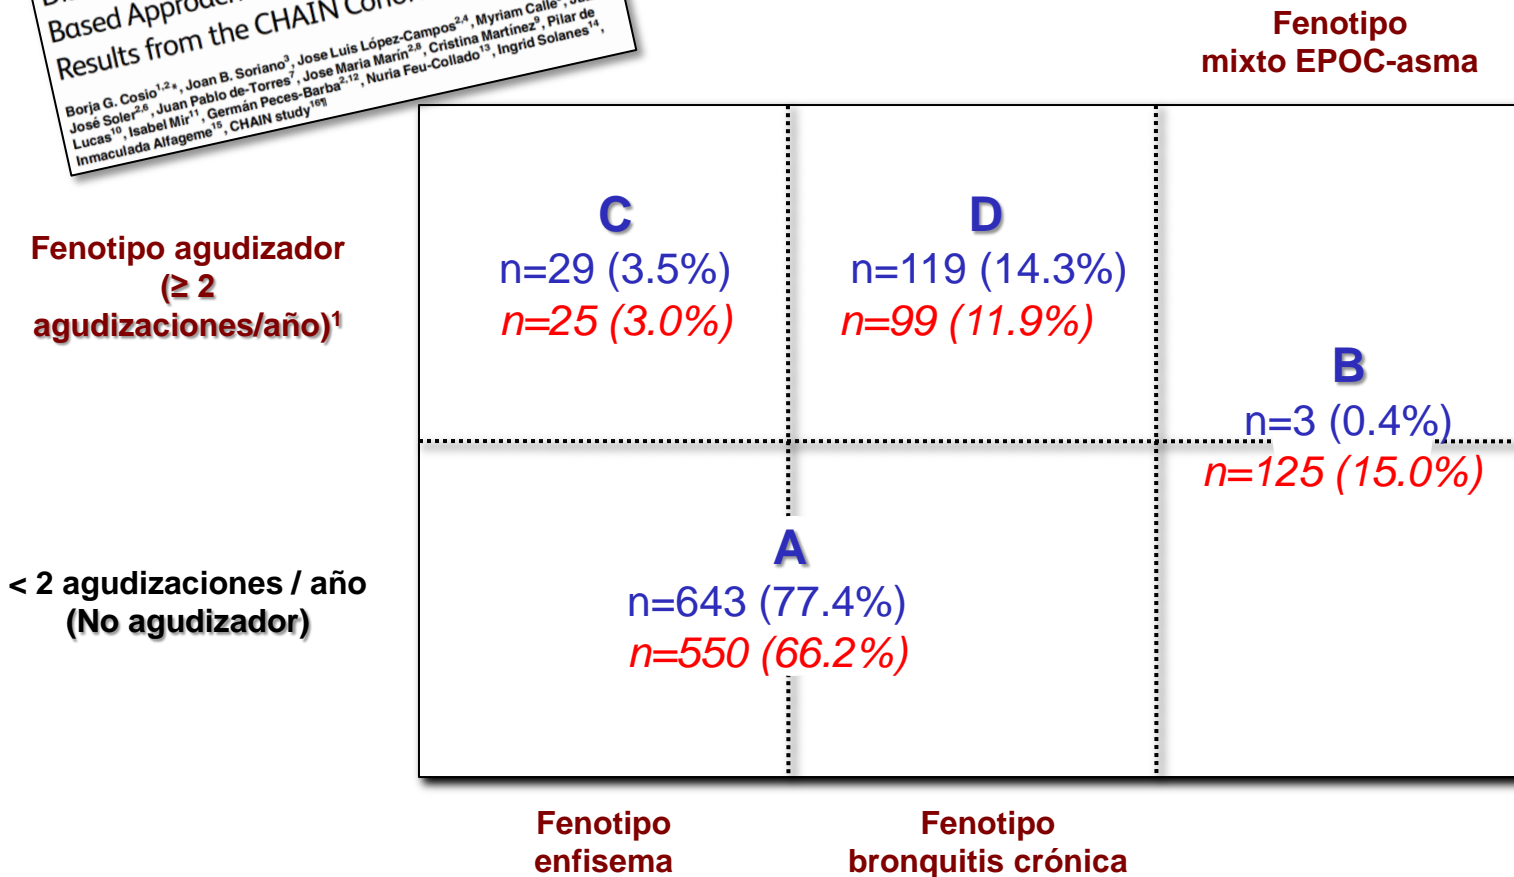 Based Approach
Results from the CHAIN Cohort
Borja G. Cosio1,2*, Joan B. Soriano3, Jose Luis López-Campos2,4, Myriam Calle
José Soler2,6, Juan Pablo de-Torres7, Jose Maria Marín2,8, Cristina Martínez9, Pilar de
Lucas10, Isabel Mir11, Germán Peces-Barba2,12, Nuria Feu-Collado13, Ingrid Solanes14,
Inmaculada Alfageme15, CHAIN study16¶
Fenotipo
mixto EPOC-asma
Fenotipo agudizador
(≥ 2
agudizaciones/año)1
C
n=29 (3.5%)
n=25 (3.0%)
D
n=119 (14.3%)
n=99 (11.9%)
B
n=3 (0.4%)
n=125 (15.0%)
< 2 agudizaciones / año
(No agudizador)
A
n=643 (77.4%)
n=550 (66.2%)
Fenotipo
enfisema
Fenotipo
bronquitis crónica